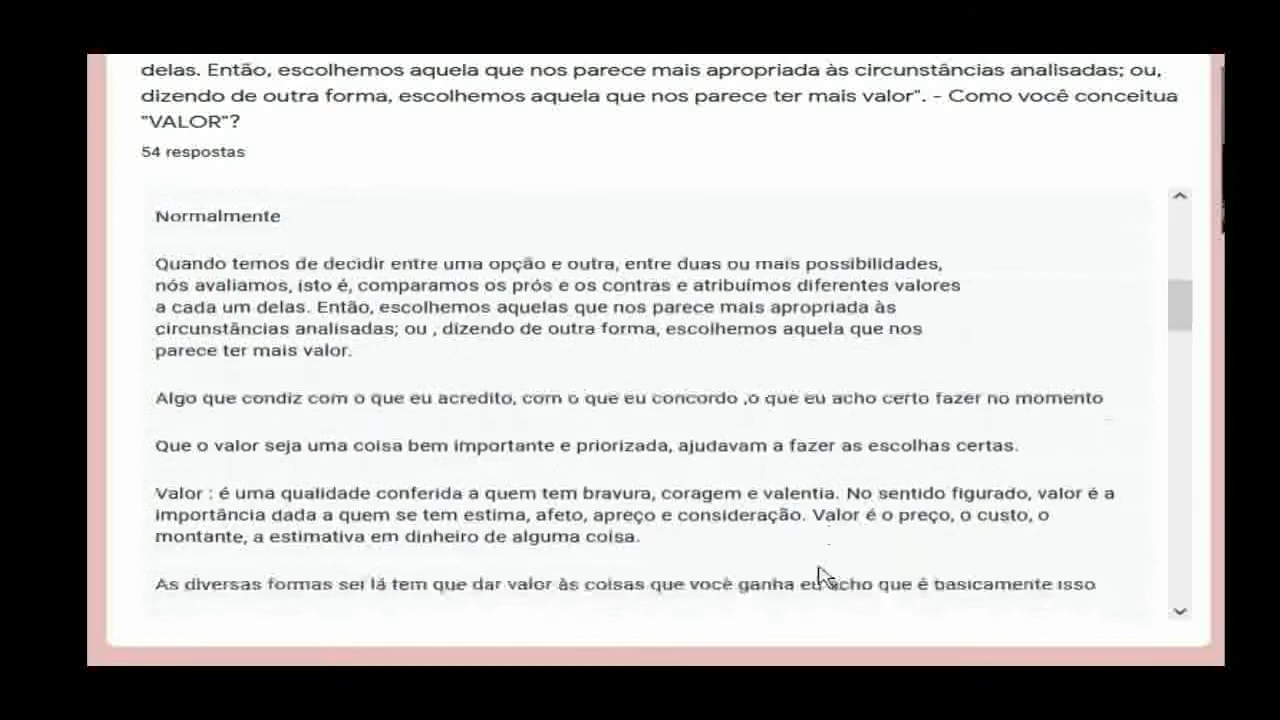 delas. Então, escolhemos aquela que nos parece mais apropriada às circunstâncias analisadas; ou,
dizendo de outra forma, escolhemos aquela que nos parece ter mais valor". - Como você conceitua
"VALOR"?
54 respostas
Normalmente
Quando temos de decidir entre uma opção e outra, entre duas ou mais possibilidades,
nós avaliamos, isto é, comparamos os prós e os contras e atribuímos diferentes valores
a cada um delas. Então, escolhemos aquelas que nos parece mais apropriada às
circunstâncias analisadas; ou , dizendo de outra forma, escolhemos aquela que nos
parece ter mais valor.
Algo que condiz com o que eu acredito, com o que eu concordo ,o que eu acho certo fazer no momento
Que o valor seja uma coisa bem importante e priorizada, ajudavam a fazer as escolhas certas.
Valor : é uma qualidade conferida a quem tem bravura, coragem e valentia. No sentido figurado, valor é a
importância dada a quem se tem estima, afeto, apreço e consideração. Valor é o preço, o custo, o
montante, a estimativa em dinheiro de alguma coisa.
As diversas formas sei lá tem que dar valor às coisas que você ganha eu acho que é basicamente isso